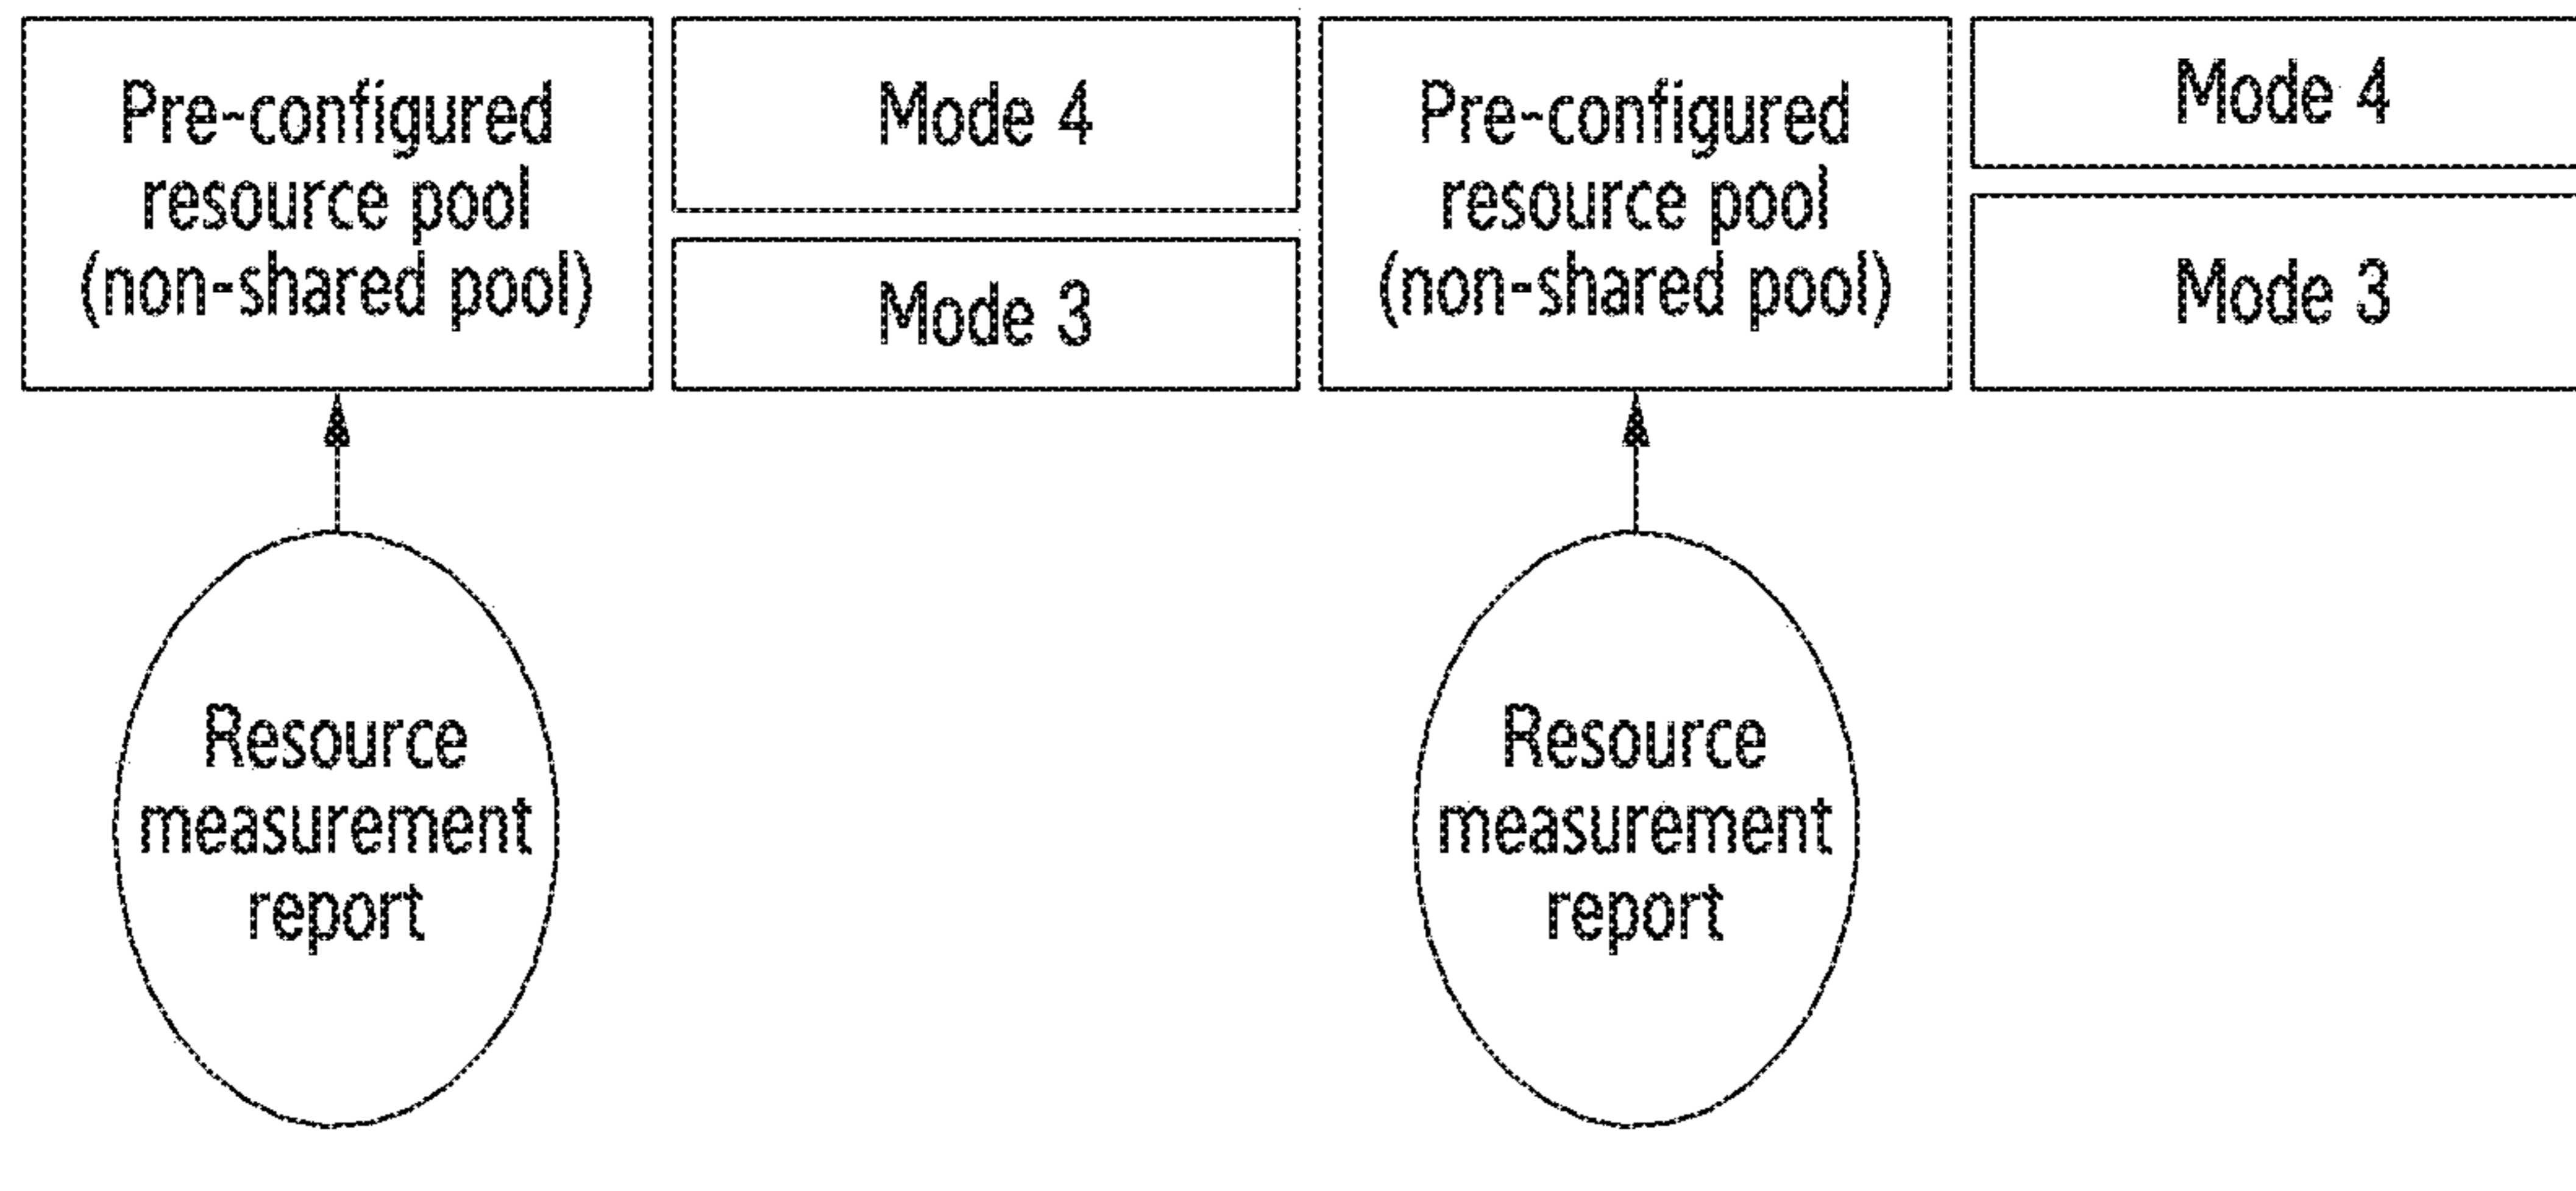 Pre-configured
resource pool
(non-shared pool)
Mode 4
Mode 3
Pre-configured
resource pool
(non-shared pool)
Mode 4
Mode 3
Resource
measurement
report
Resource
measurement
report